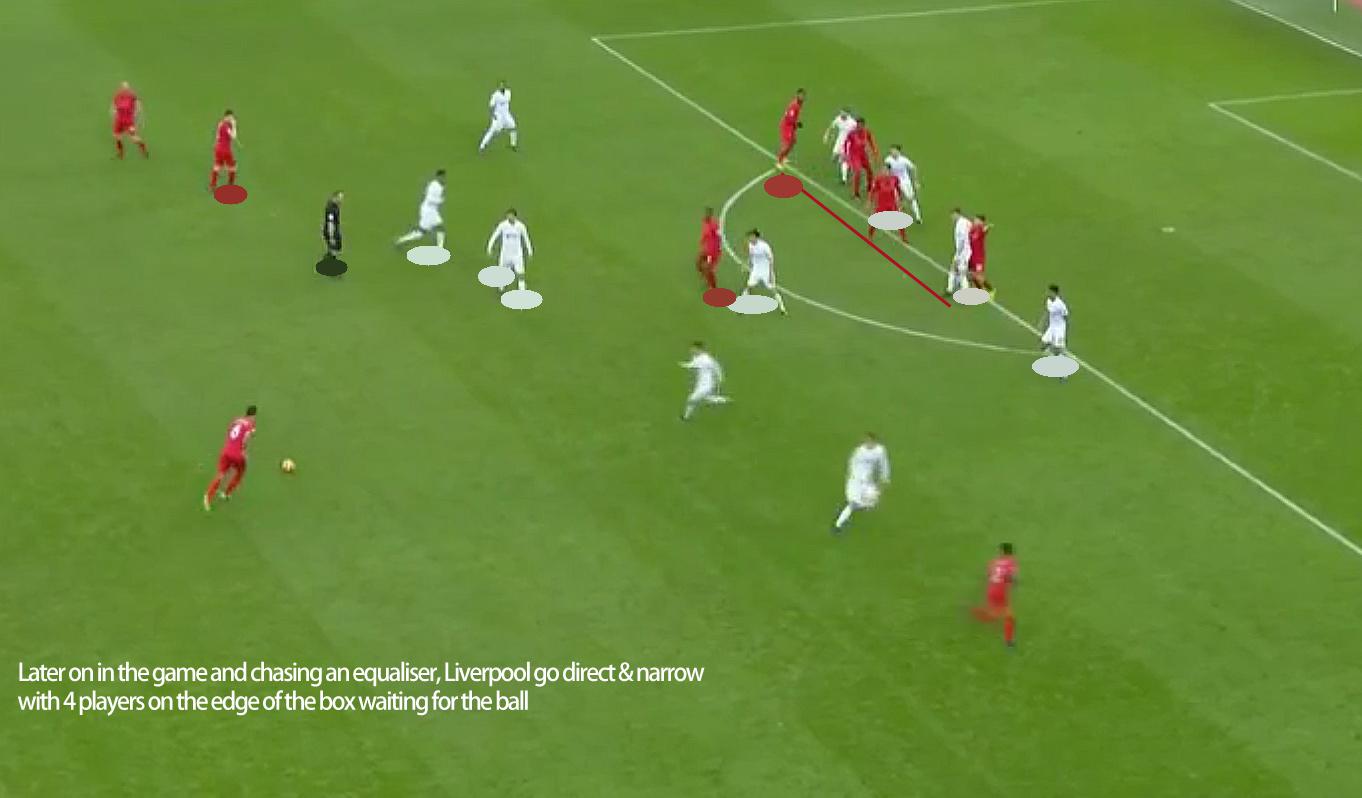 Later on in the game and chasing an equaliser, Liverpool go direct & narrow
with 4 players on the edge of the box waiting for the ball